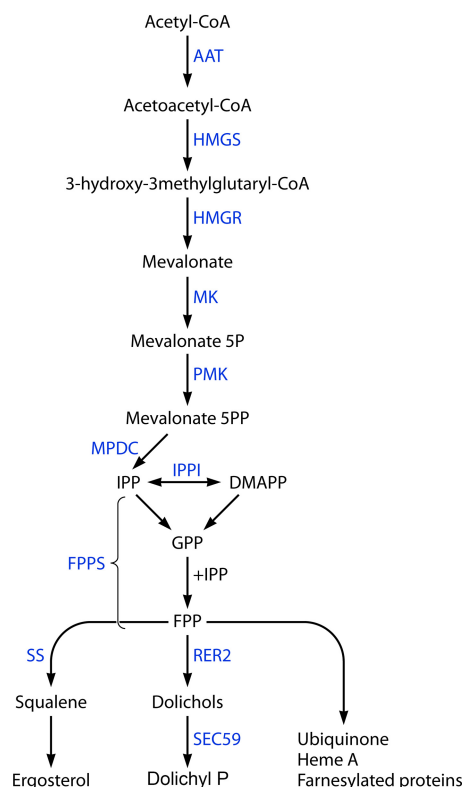 Acetyl-CoA
AAT
Acetoacetyl-CoA
HMGS
3-hydroxy-3methylglutaryl-CoA
HMGR
Mevalonate
MK
Mevalonate 5P
PMK
Mevalonate 5PP
MPDC
IPP
IPPI
DMAPP
GPP
FPPS
+IPP
FPP
SS
RER2
Squalene
Dolichols
SEC59
Ubiquinone
Heme A
Ergosterol
Dolichyl P
Farnesylated proteins